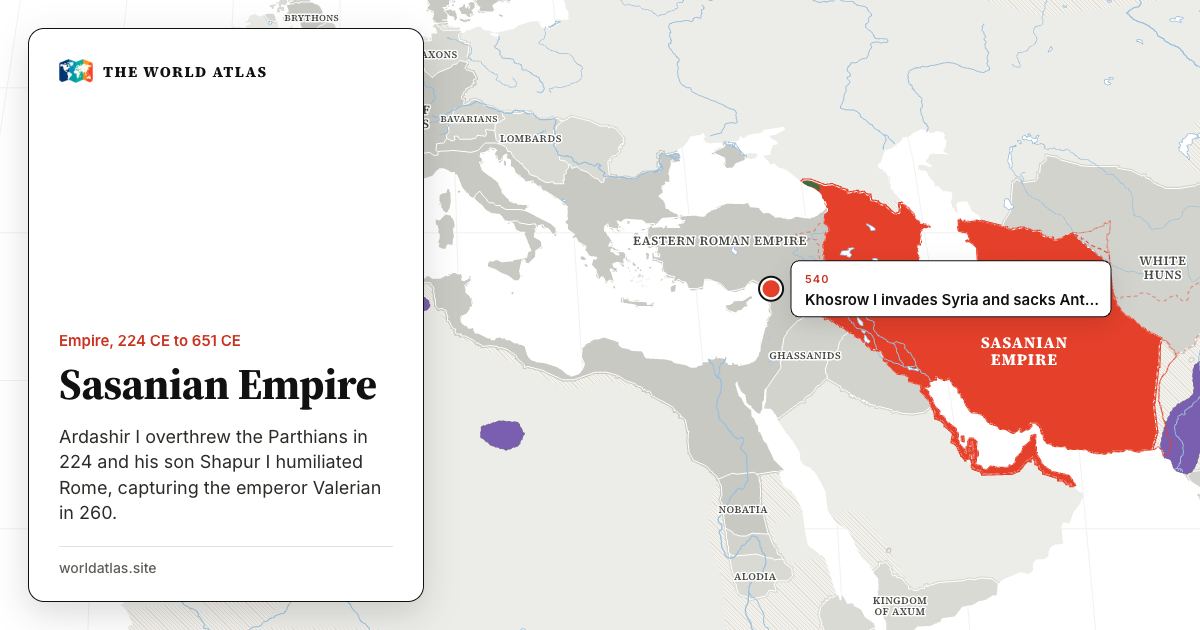 BRYTHONS
THE WORLD ATLAS
BAVARIANS
LOMBARDS
EASTERN ROMAN EMPIRE
WHITE
HUNS
540
Khosrow I invades Syria and sacks Ant...
SASANIAN
EMPIRE
GHASSANIDS
Empire, 224 CE to 651 CE
Sasanian Empire
Ardashir I overthrew the Parthians in
224 and his son Shapur I humiliated
Rome, capturing the emperor Valerian
in 260.
worldatlas.site
NOBATIA
ALODIA
KINGDOM
OF AXUM